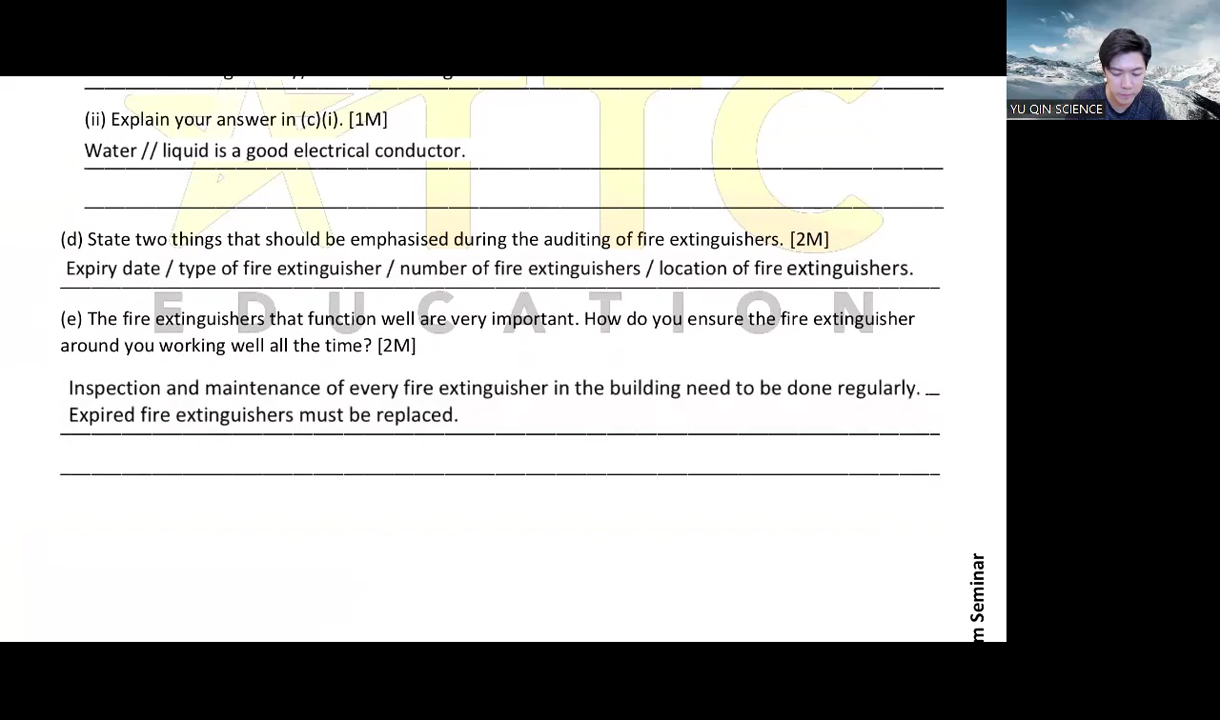 (ii) Explain your answer in (c)(i). [1M]
Water // liquid is a good electrical conductor.
(d) State two things that should be emphasised during the auditing of fire extinguishers. [2M]
Expiry date / type of fire extinguisher / number of fire extinguishers / location of fire extinguishers.
(e) The fire extinguishers that function well are very important. How do you ensure the fire extinguisher
around you working well all the time? [2M]
Inspection and maintenance of every fire extinguisher in the building need to be done regularly.
Expired fire extinguishers must be replaced.
TTC
EDUCATION
Seminar
YU QIN SCIENCE